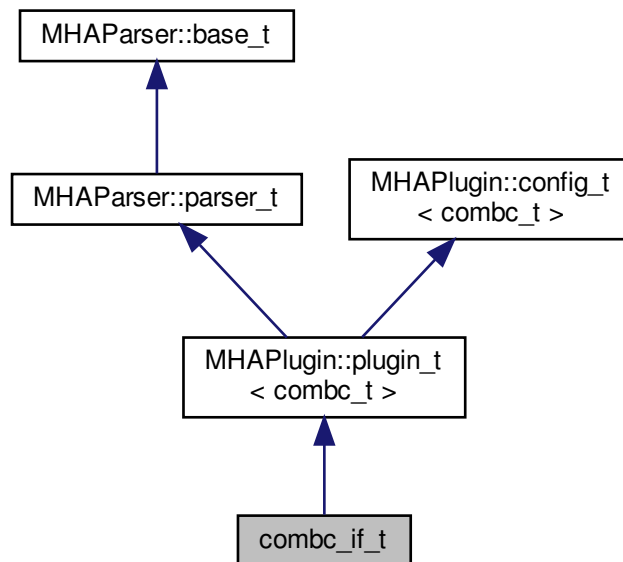 MHAParser::base_t
MHAParser::parser_t
MHAPlugin::config_t
< combc_t >
MHAPlugin::plugin_t
< combc_t >
combc_if_t